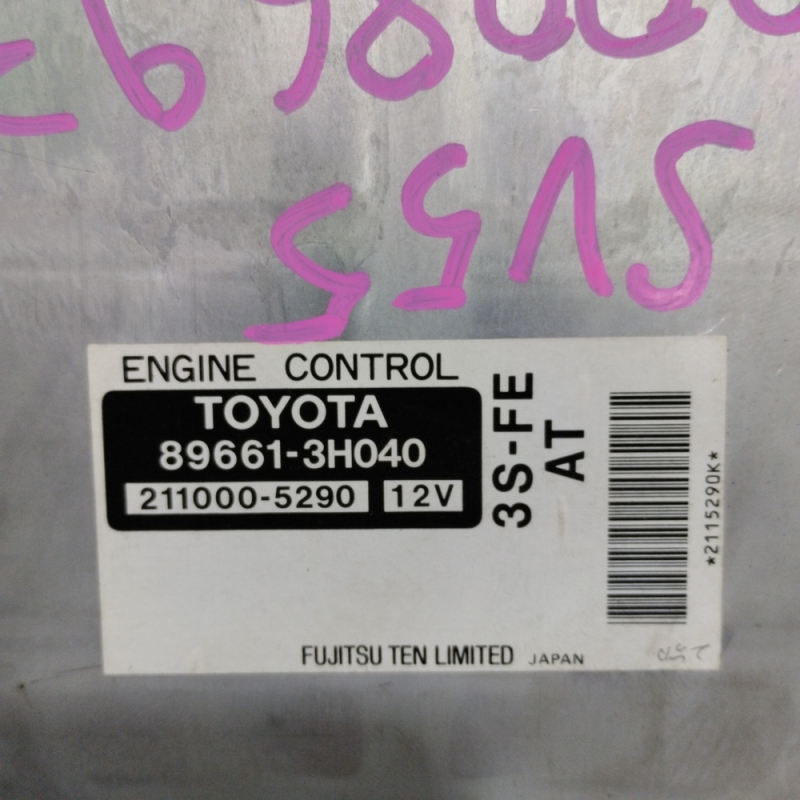 SV55
ENGINE CONTROL
TOYOTA
89661-3H040
211000-5290 12V
3S-FE
AT
*2115290K*
FUJITSU TEN LIMITED JAPAN